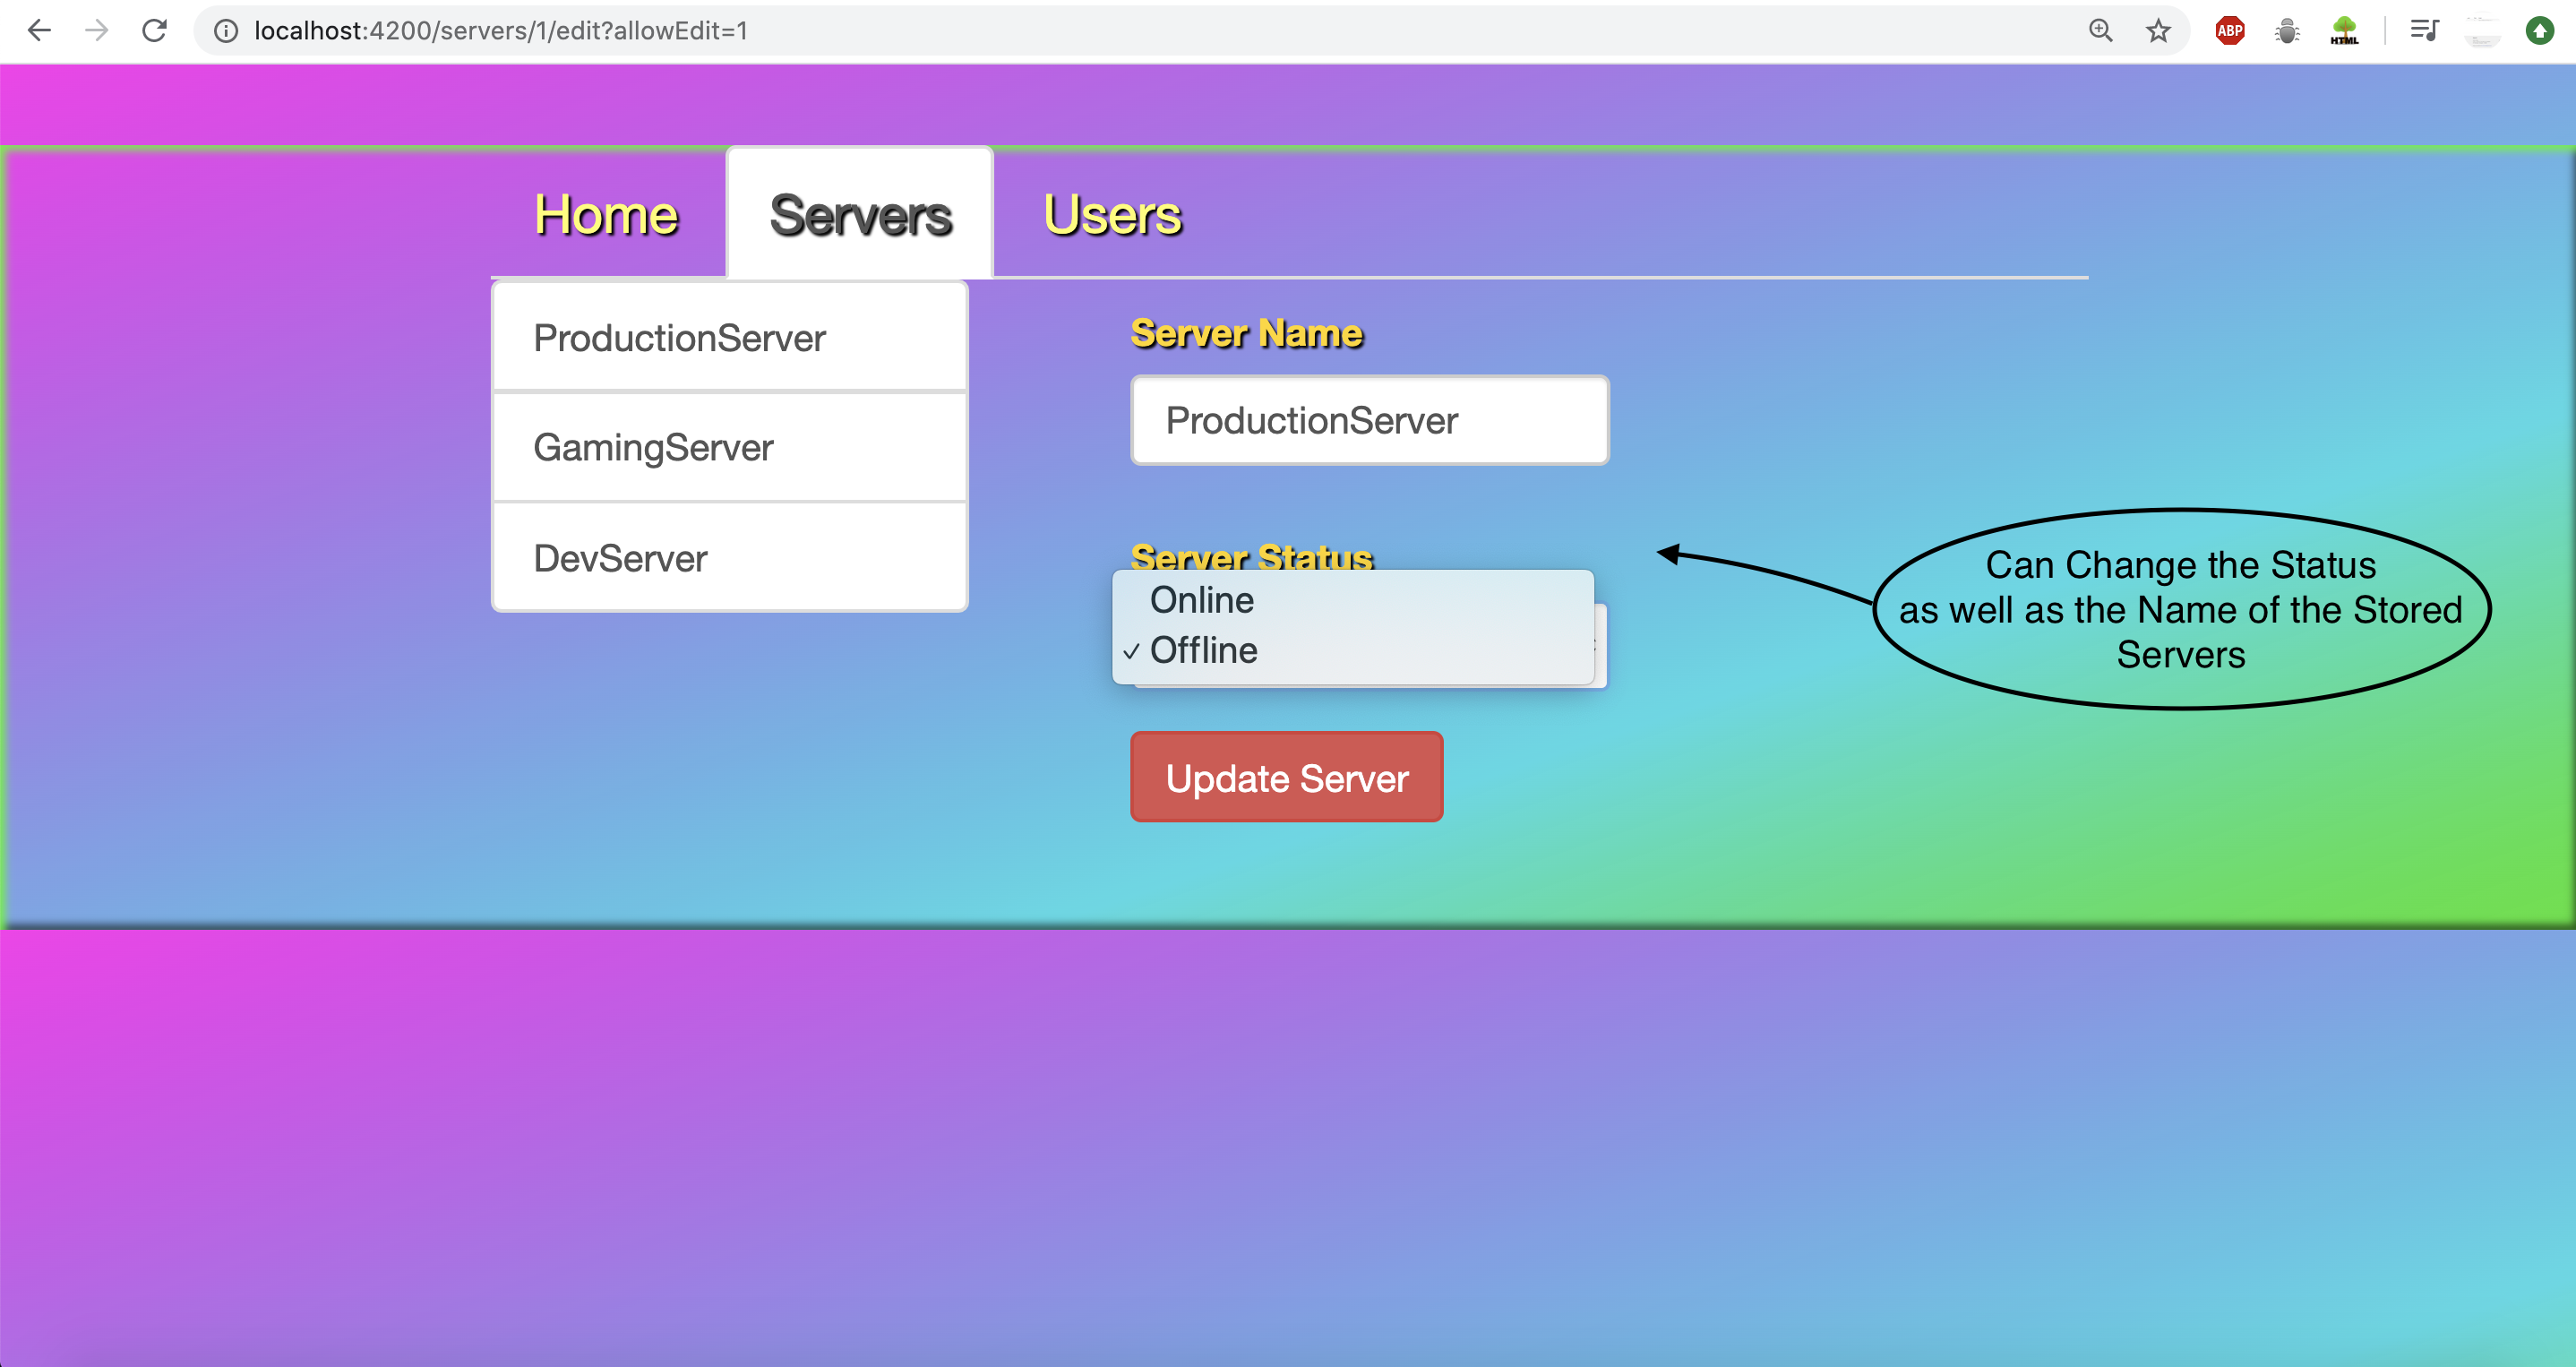 localhost:4200/servers/1/edit?allowEdit=1
ABP
HTML
Home
Servers
Users
ProductionServer
GamingServer
DevServer
Server Name
ProductionServer
Server Status
Online
✓ Offline
Update Server
Can Change the Status
as well as the Name of the Stored
Servers